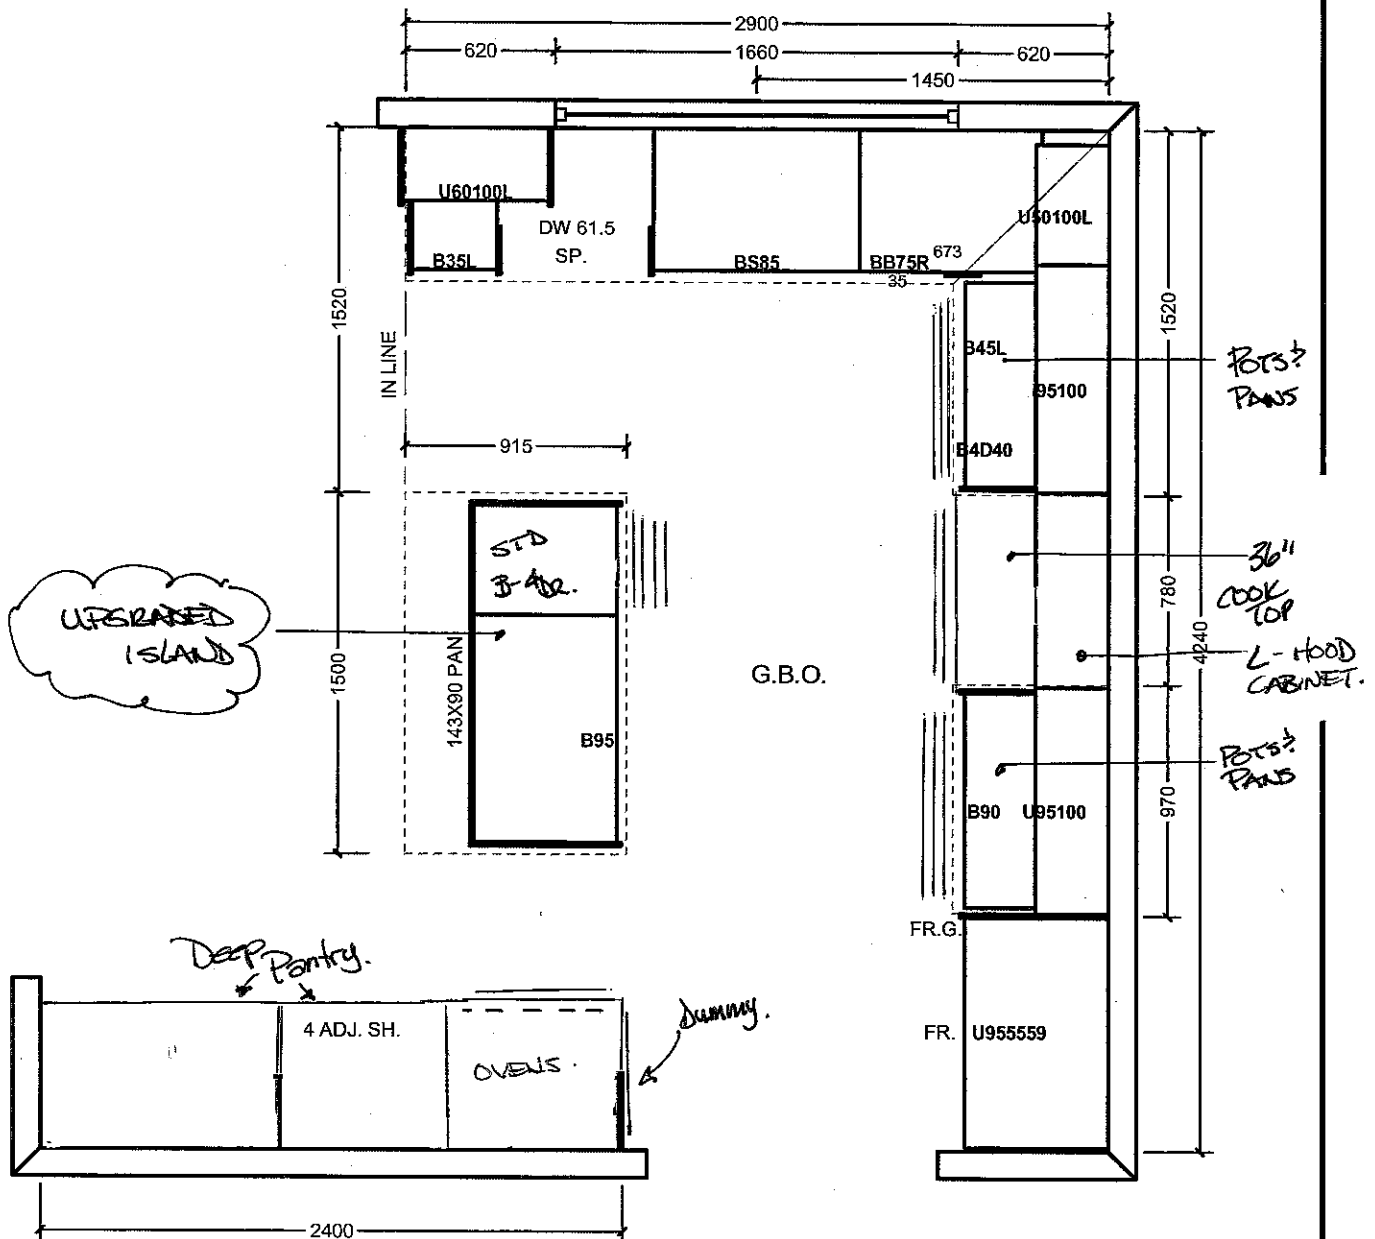 2900
620
1660
620
1450
U60100L
DW 61.5
SP.
B35L
BS85
BB75R
673
35
U50100L
1520
IN LINE
1520
B45L
POTS &
PANS
95100
B4D40
915
STD
B-4DR.
UPGRADED
ISLAND
1500
143X90 PAN
B95
G.B.O.
780
36"
COOK
TOP
4240
L-HOOD
CABINET.
POTS &
PANS
B90
U95100
970
FR.G.
DEEP Pantry.
4 ADJ. SH.
OVENS.
Dummy.
FR.
U955559
2400